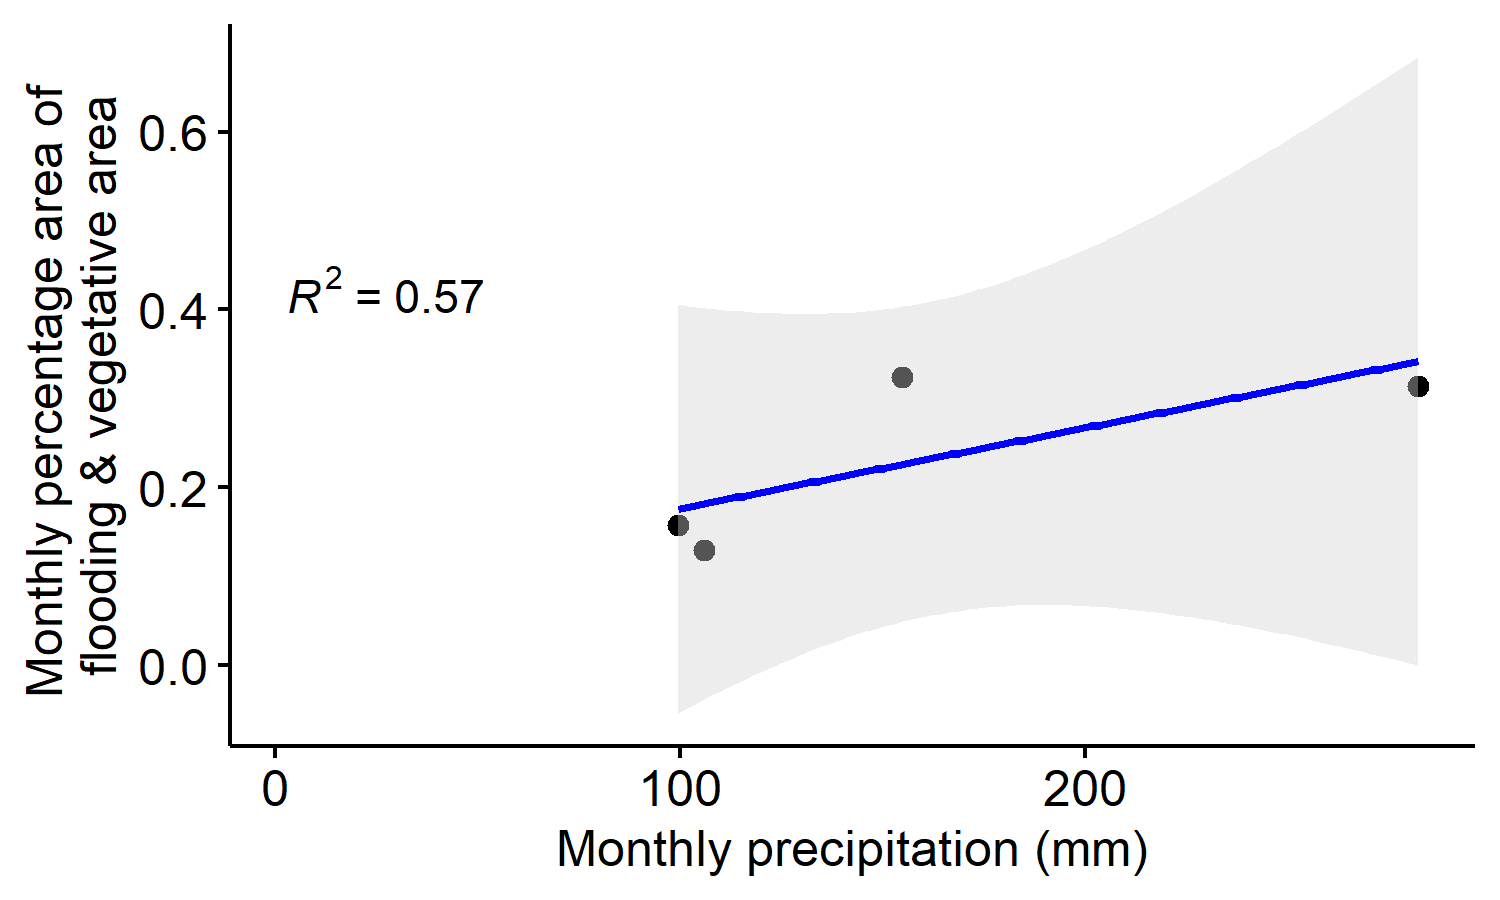 Monthly percentage area of
flooding & vegetative area
0.6
0.4
0.2
0.0
R² = 0.57
0 100 200
Monthly precipitation (mm)